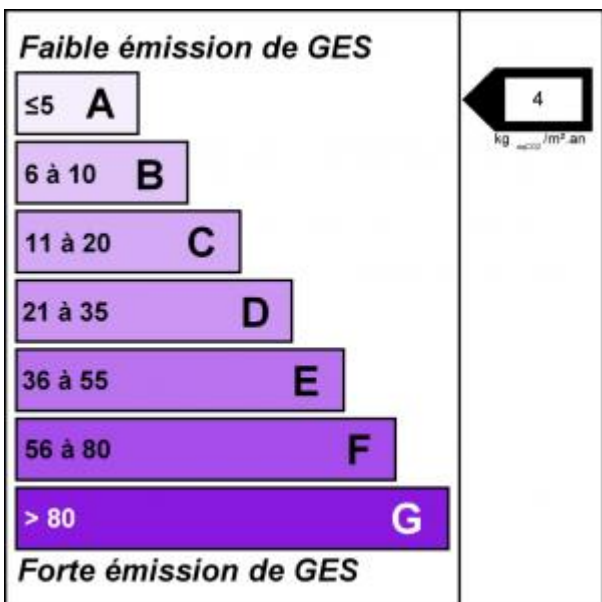 Faible émission de GES
≤5 A
4
kg eqCO2/m².an
6 à 10 B
11 à 20 C
21 à 35 D
36 à 55 E
56 à 80 F
> 80 G
Forte émission de GES